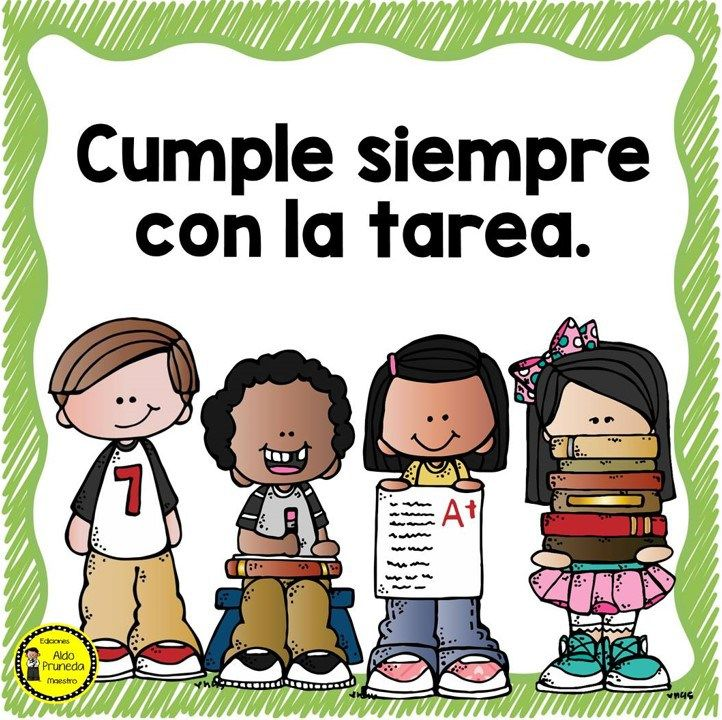 Cumple siempre
con la tarea.
7
A+
Ediciones
Aldo
Pruneda
Maestro